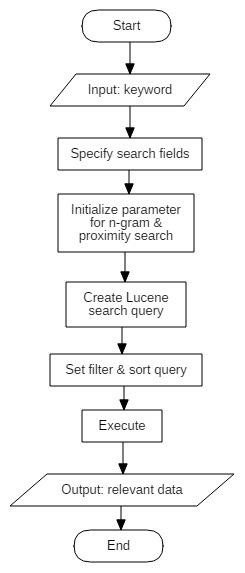 Start
Input: keyword
Specify search fields
Initialize parameter
for n-gram &
proximity search
Create Lucene
search query
Set filter & sort query
Execute
Output: relevant data
End